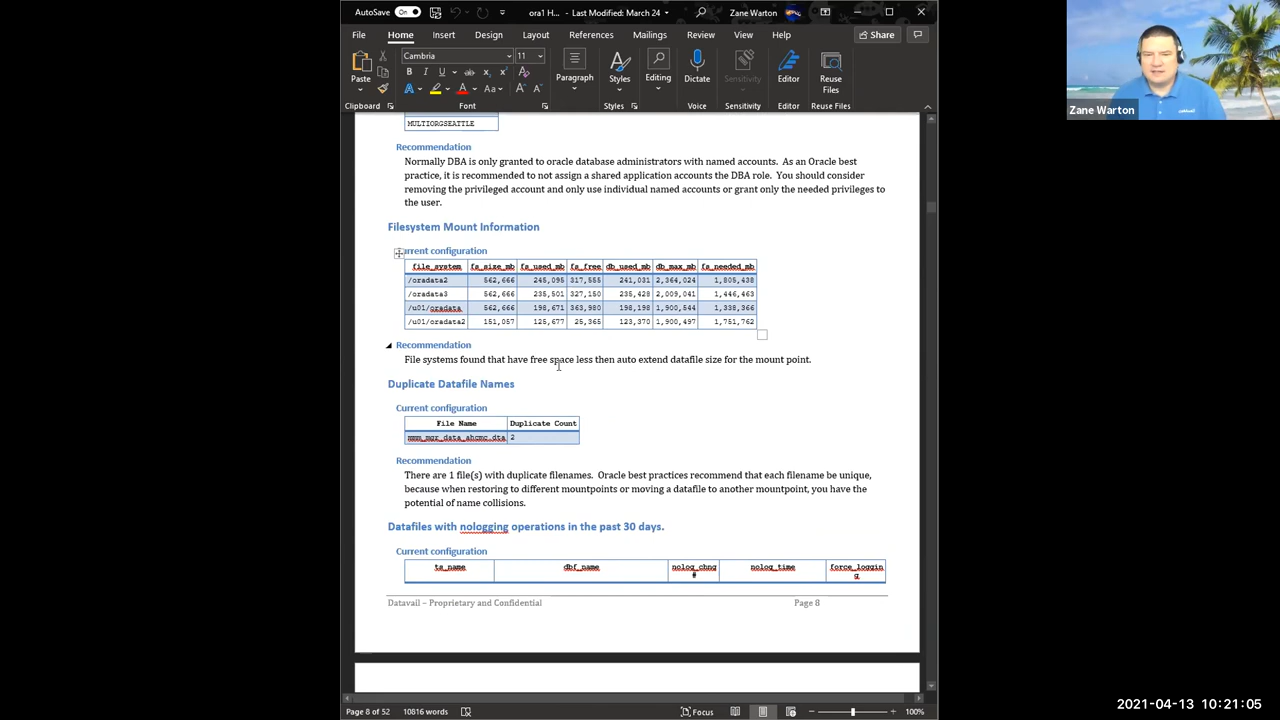 AutoSave On ora1 H... - Last Modified: March 24 Zane Warton
File Home Insert Design Layout References Mailings Review View Help Share
Cambria 11
Paste Paragraph Styles Editing Dictate Sensitivity Editor Reuse Files
Clipboard Font Styles Voice Sensitivity Editor Reuse Files
Zane Warton
MULTIORGSEATTLE
Recommendation
Normally DBA is only granted to oracle database administrators with named accounts. As an Oracle best
practice, it is recommended to not assign a shared application accounts the DBA role. You should consider
removing the privileged account and only use individual named accounts or grant only the needed privileges to
the user.
Filesystem Mount Information
rrent configuration
file_system fs_size_mb fs_used_mb fs_free db_used_mb db_max_mb fs_needed_mb
/oradata2 562,666 245,095 317,555 241,031 2,364,024 1,805,438
/oradata3 562,666 235,501 327,150 235,428 2,009,041 1,446,463
/u01/oradata 562,666 198,671 363,980 198,198 1,900,514 1,338,366
/u01/oradata2 151,057 125,677 25,365 123,370 1,900,497 1,751,762
Recommendation
File systems found that have free space less then auto extend datafile size for the mount point.
Duplicate Datafile Names
Current configuration
File Name Duplicate Count
2
Recommendation
There are 1 file(s) with duplicate filenames. Oracle best practices recommend that each filename be unique,
because when restoring to different mountpoints or moving a datafile to another mountpoint, you have the
potential of name collisions.
Datafiles with nologging operations in the past 30 days.
Current configuration
ts_name dbf_name nolog_chng nolog_time force_loggin
# g
Datavail – Proprietary and Confidential Page 8
Page 8 of 52 10816 words Focus 100%
2021-04-13 10:21:05